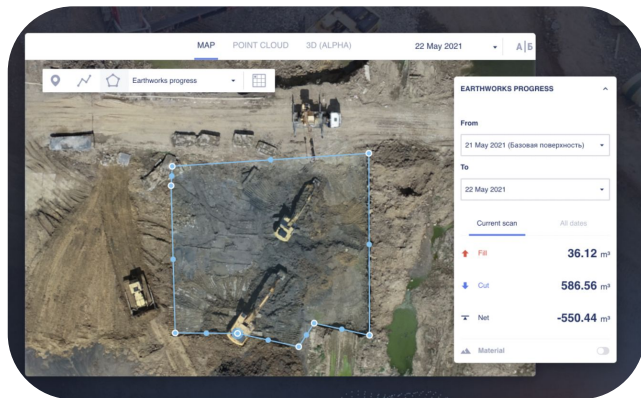 MAP POINT CLOUD 3D (ALPHA) 22 May 2021 А|Б
Earthworks progress
EARTHWORKS PROGRESS
From
21 May 2021 (Базовая поверхность)
To
22 May 2021
Current scan All dates
Fill 36.12 m³
Cut 586.56 m³
Net -550.44 m³
Material